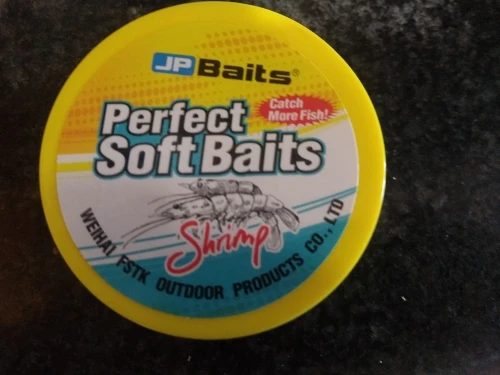 JP Baits®
Catch
More Fish!
Perfect
Soft Baits
Shrimp
WEIHAI FSTK OUTDOOR PRODUCTS CO., LTD